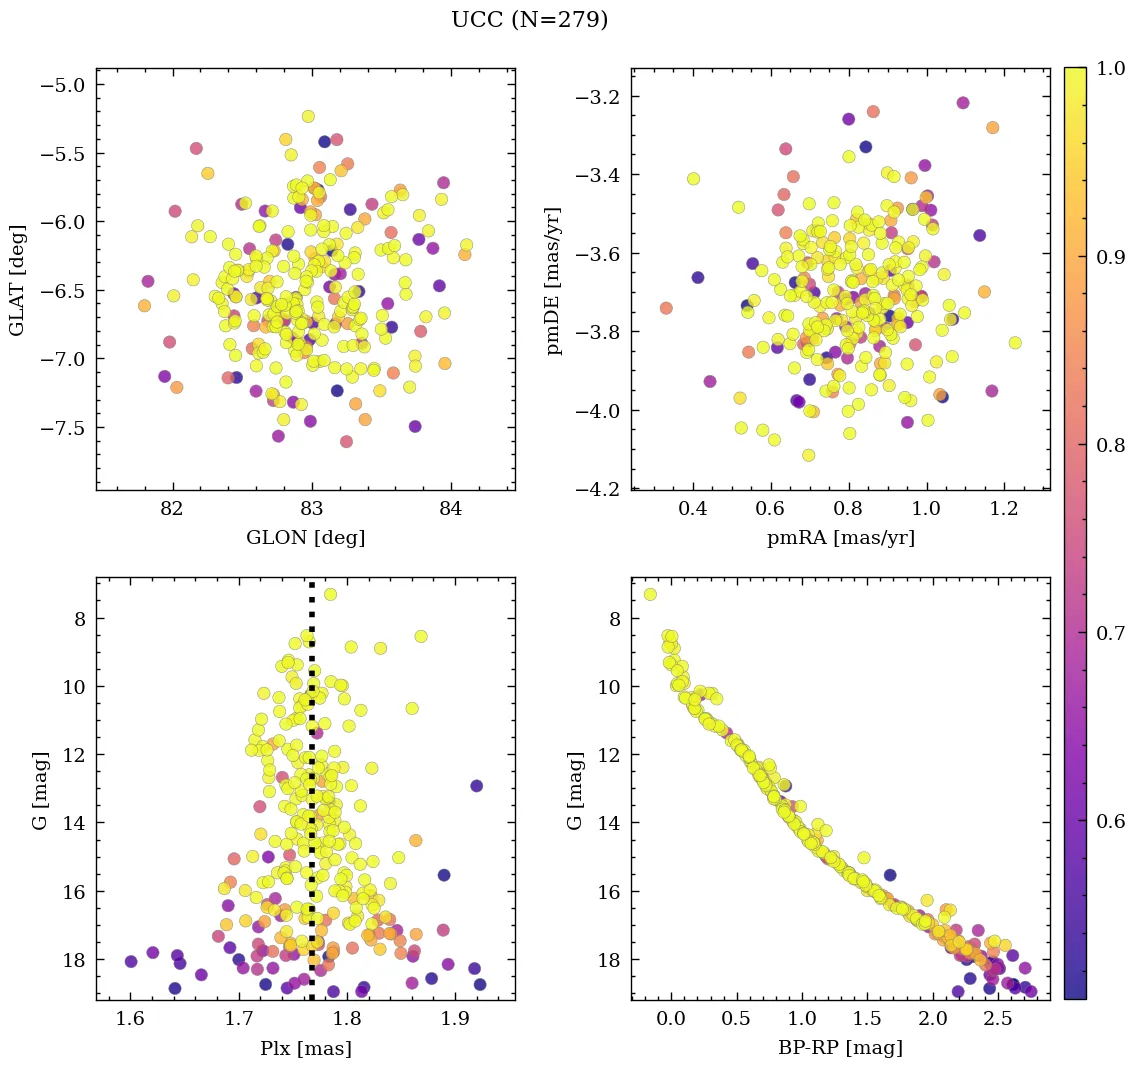 UCC (N=279)
−5.0
−5.5
−6.0
−6.5
−7.0
−7.5
GLAT [deg]
82 83 84
GLON [deg]
−3.2
−3.4
−3.6
−3.8
−4.0
−4.2
pmDE [mas/yr]
0.4 0.6 0.8 1.0 1.2
pmRA [mas/yr]
1.0
0.9
0.8
0.7
0.6
8
10
12
14
16
18
G [mag]
1.6 1.7 1.8 1.9
Plx [mas]
8
10
12
14
16
18
G [mag]
0.0 0.5 1.0 1.5 2.0 2.5
BP-RP [mag]